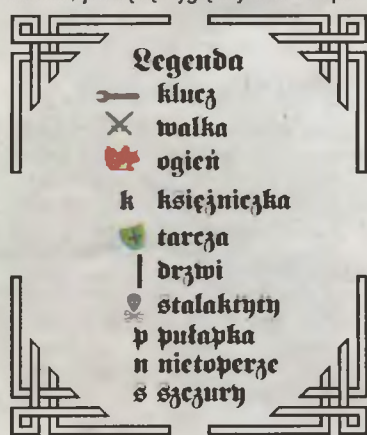 Legenda
klucz
walka
ogień
k księżniczka
tarcza
drzwi
stalaktyty
p pułapka
n nietoperze
s szczury